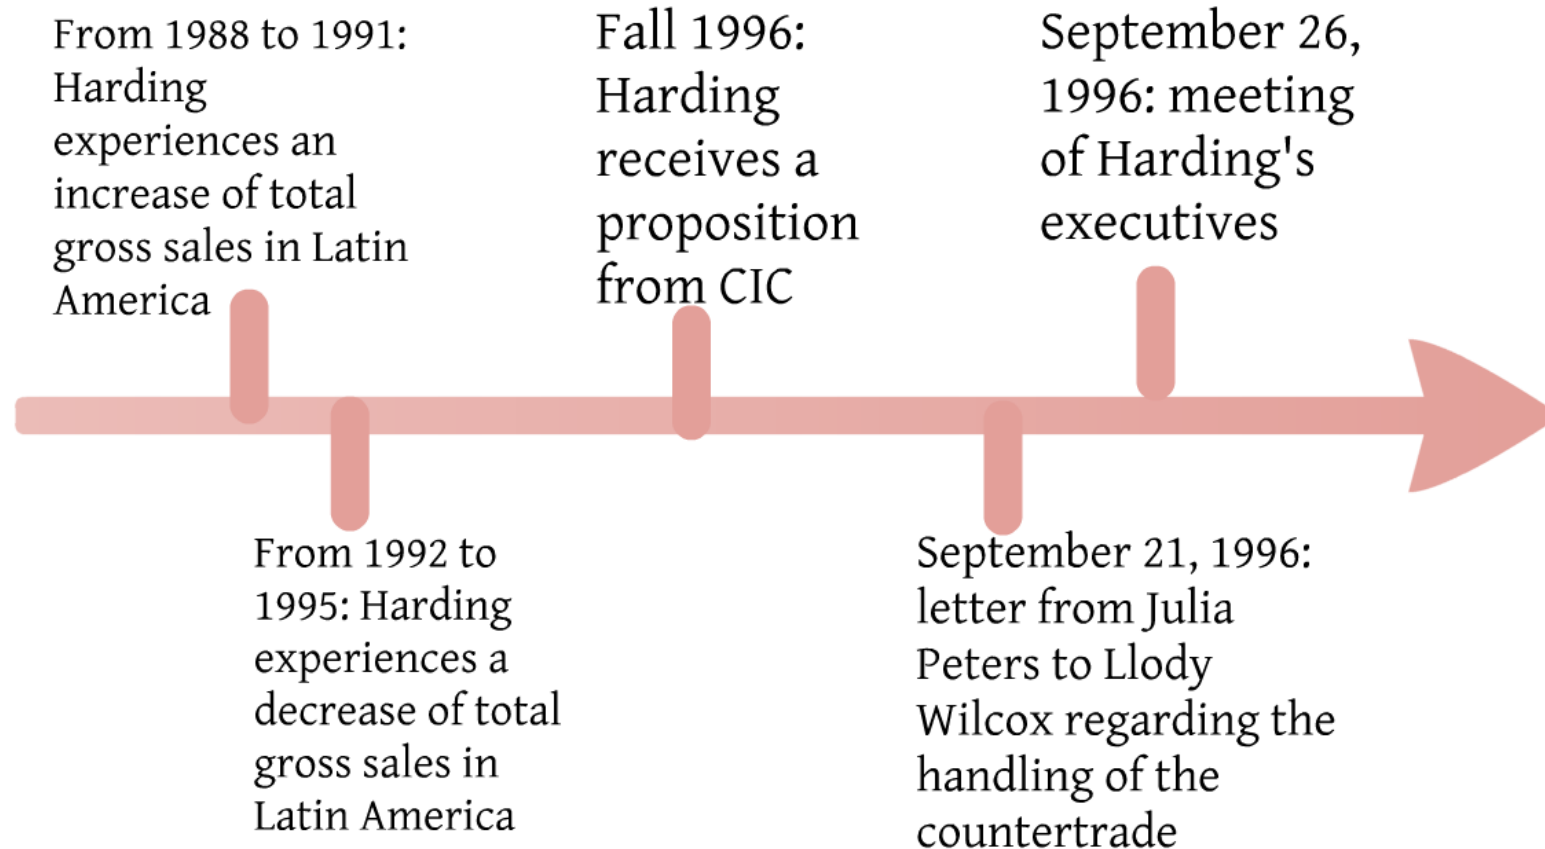 From 1988 to 1991:
Harding
experiences an
increase of total
gross sales in Latin
America
From 1992 to
1995: Harding
experiences a
decrease of total
gross sales in
Latin America
Fall 1996:
Harding
receives a
proposition
from CIC
September 21, 1996:
letter from Julia
Peters to Llody
Wilcox regarding the
handling of the
countertrade
September 26,
1996: meeting
of Harding's
executives